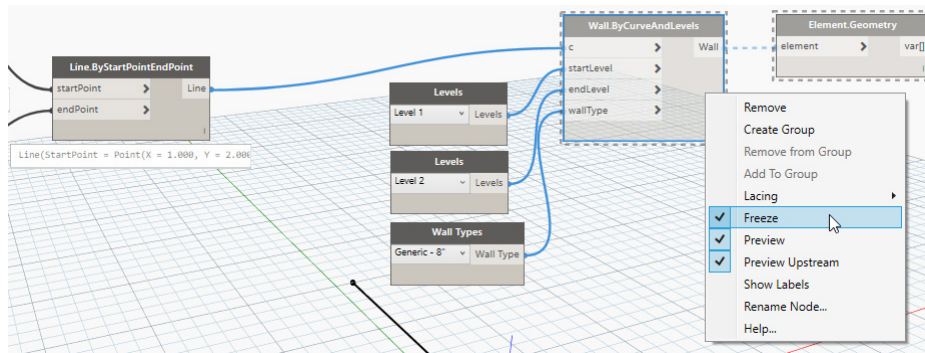 Wall.ByCurveAndLevels
c > Wall
startLevel >
endLevel >
wallType >
Element.Geometry
element > var[]
Line.ByStartPointEndPoint
startPoint > Line
endPoint >
Line(StartPoint = Point(X = 1.000, Y = 2.00
Levels
Level 1 Levels
Levels
Level 2 Levels
Wall Types
Generic - 8" Wall Type
Remove
Create Group
Remove from Group
Add To Group
Lacing
Freeze
Preview
Preview Upstream
Show Labels
Rename Node...
Help...